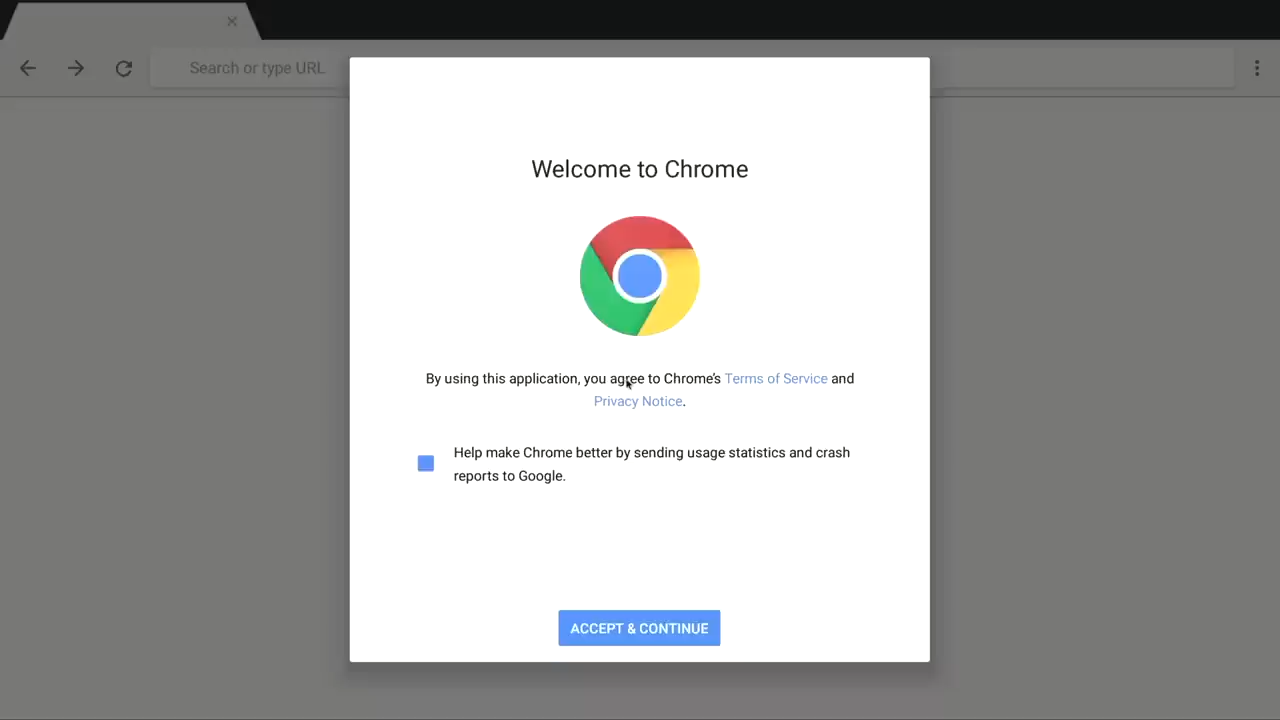 Search or type URL
Welcome to Chrome
By using this application, you agree to Chrome's Terms of Service and
Privacy Notice.
Help make Chrome better by sending usage statistics and crash
reports to Google.
ACCEPT & CONTINUE